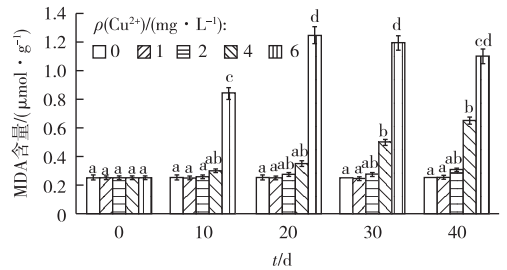 ρ(Cu²⁺)/(mg·L⁻¹):
0 1 2 4 6
MDA含量/(μmol·g⁻¹)
1.4
1.2
1.0
0.8
0.6
0.4
0.2
0
a a a a a
a a a ab c
a a ab ab d
a a ab b d
a a ab b cd
0 10 20 30 40
t/d